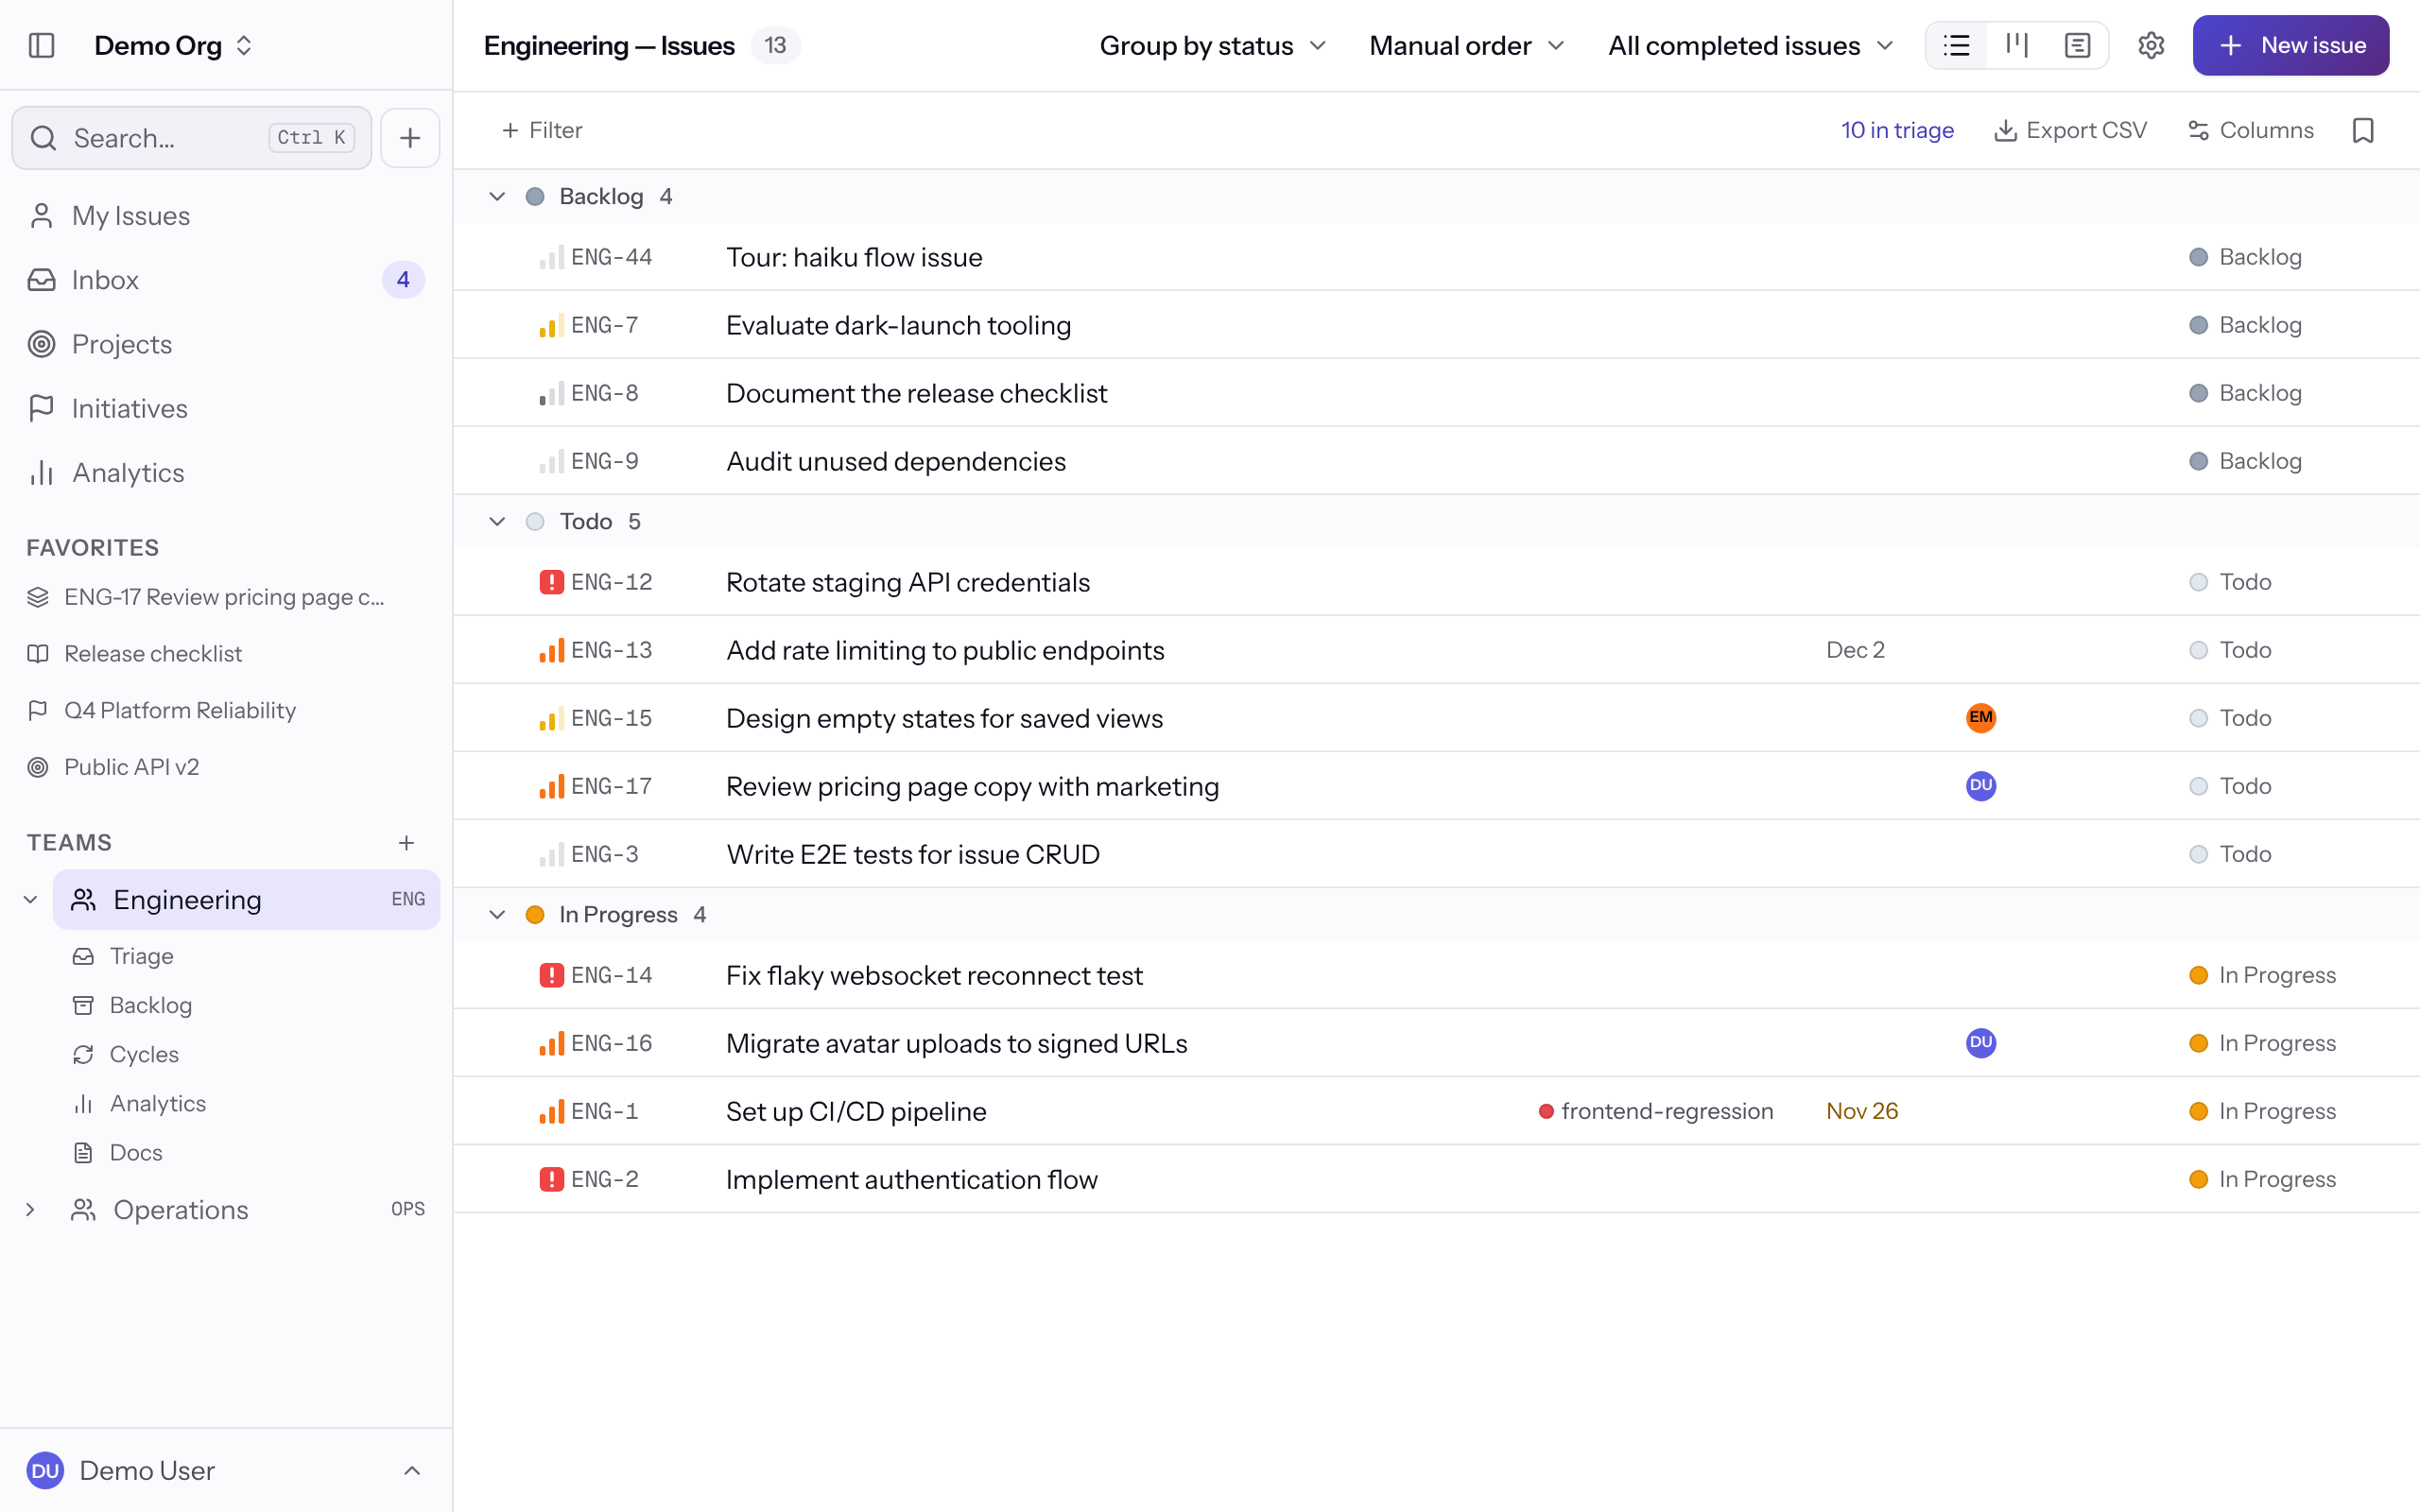 Demo Org
Search...
Ctrl K
My Issues
Inbox 4
Projects
Initiatives
Analytics
FAVORITES
ENG-17 Review pricing page c...
Release checklist
Q4 Platform Reliability
Public API v2
TEAMS
Engineering ENG
Triage
Backlog
Cycles
Analytics
Docs
Operations OPS
DU Demo User
Engineering — Issues 13
Group by status
Manual order
All completed issues
New issue
Filter
10 in triage
Export CSV
Columns
Backlog 4
ENG-44 Tour: haiku flow issue Backlog
ENG-7 Evaluate dark-launch tooling Backlog
ENG-8 Document the release checklist Backlog
ENG-9 Audit unused dependencies Backlog
Todo 5
ENG-12 Rotate staging API credentials Todo
ENG-13 Add rate limiting to public endpoints Dec 2 Todo
ENG-15 Design empty states for saved views EM Todo
ENG-17 Review pricing page copy with marketing DU Todo
ENG-3 Write E2E tests for issue CRUD Todo
In Progress 4
ENG-14 Fix flaky websocket reconnect test In Progress
ENG-16 Migrate avatar uploads to signed URLs DU In Progress
ENG-1 Set up CI/CD pipeline frontend-regression Nov 26 In Progress
ENG-2 Implement authentication flow In Progress